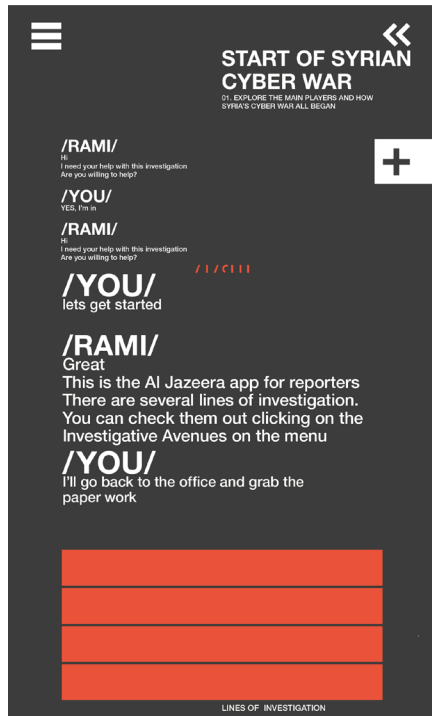 START OF SYRIAN
CYBER WAR
01. EXPLORE THE MAIN PLAYERS AND HOW
SYRIA'S CYBER WAR ALL BEGAN
/RAMI/
Hi
I need your help with this investigation
Are you willing to help?
/YOU/
YES, I'm in
/RAMI/
Hi
I need your help with this investigation
Are you willing to help?
/YOU/
lets get started
/RAMI/
Great
This is the Al Jazeera app for reporters
There are several lines of investigation.
You can check them out clicking on the
Investigative Avenues on the menu
/YOU/
I'll go back to the office and grab the
paper work
LINES OF INVESTIGATION